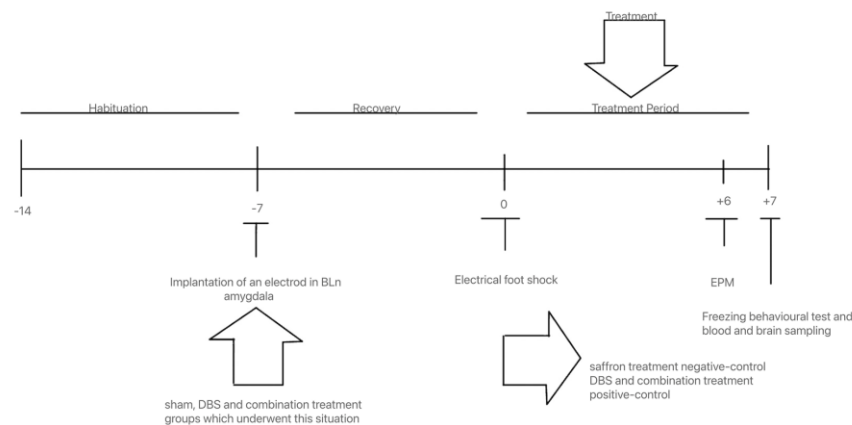 Treatment
Habituation
Recovery
Treatment Period
-14
-7
0
+6
+7
Implantation of an electrod in BLn
amygdala
Electrical foot shock
EPM
Freezing behavioural test and
blood and brain sampling
saffron treatment negative-control
DBS and combination treatment
positive-control
sham, DBS and combination treatment
groups which underwent this situation